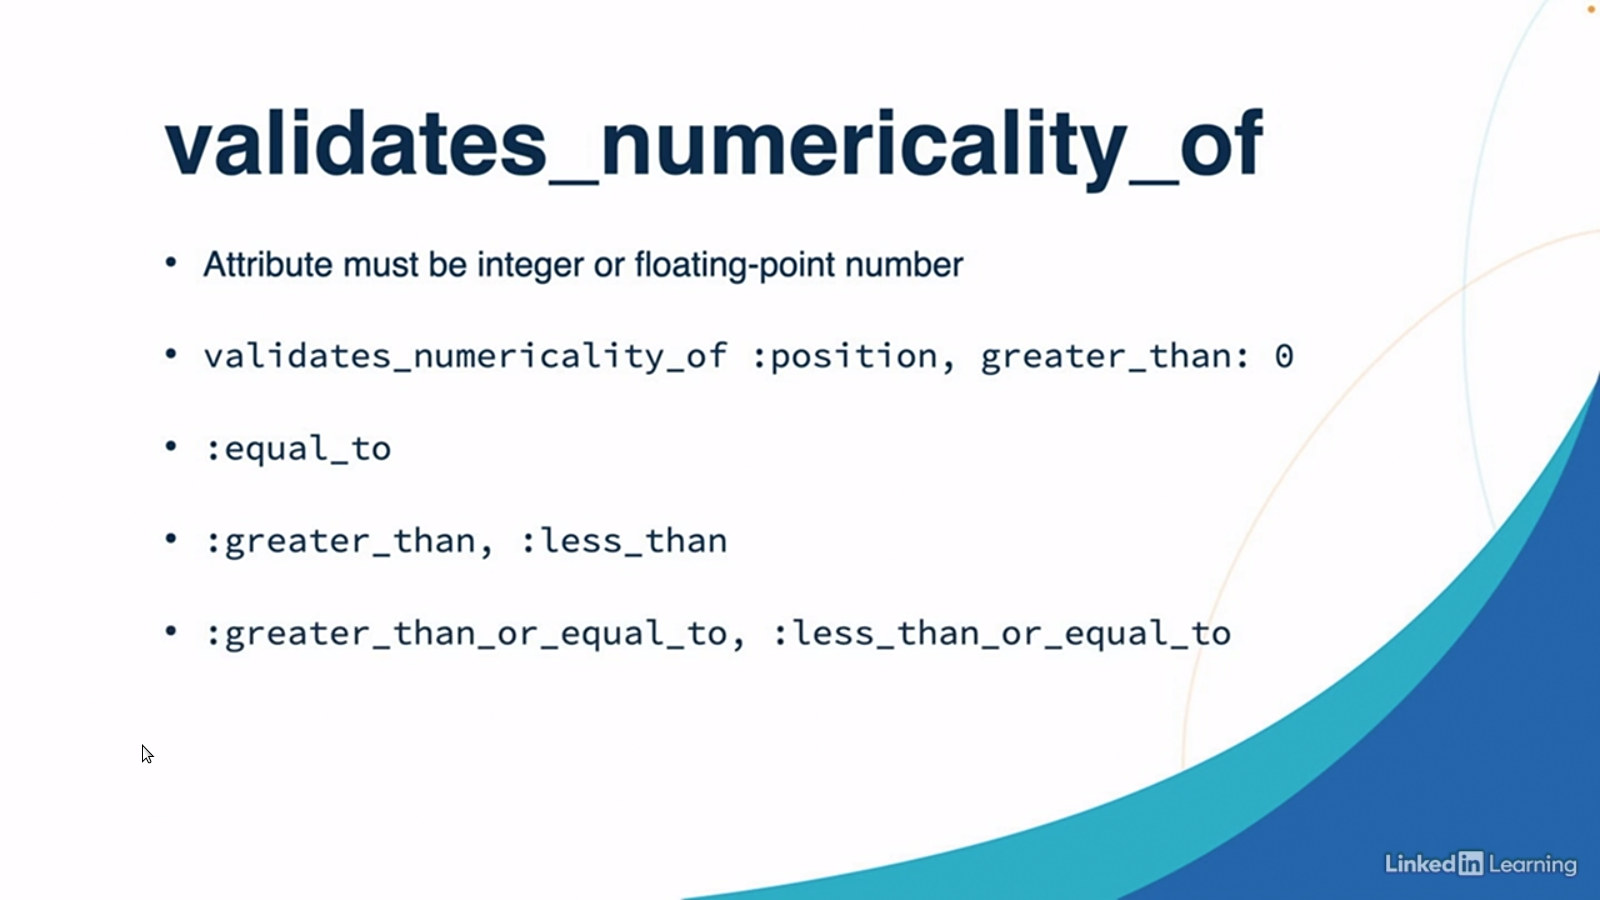 validates_numericality_of
• Attribute must be integer or floating-point number
• validates_numericality_of :position, greater_than: 0
• :equal_to
• :greater_than, :less_than
• :greater_than_or_equal_to, :less_than_or_equal_to
Linked in Learning